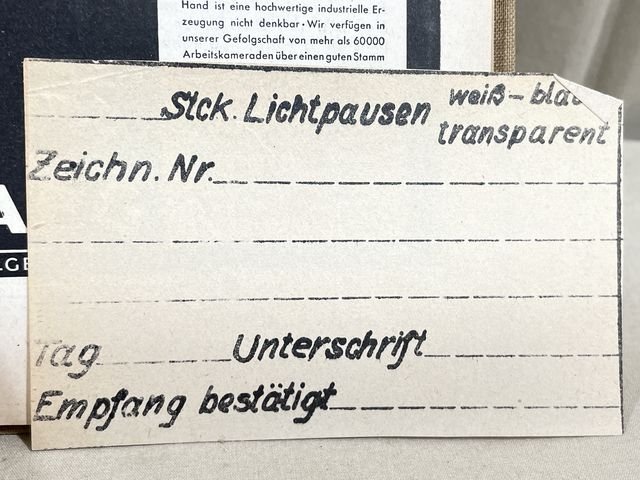 Hand ist eine hochwertige industrielle Er-
zeugung nicht denkbar · Wir verfügen in
unserer Gefolgschaft von mehr als 60000
Arbeitskameraden über einen guten Stamm
Stck. Lichtpausen weiß-blau
transparent
Zeichn. Nr.
Tag Unterschrift
Empfang bestätigt